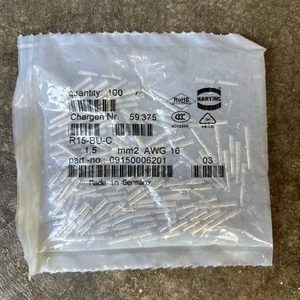 quantity: 100
Chargen Nr. 59375
RoHS
HARTING
R15-BU-C
1,5 mm2 AWG 16
part-no.: 09150006201 03
Made in Germany